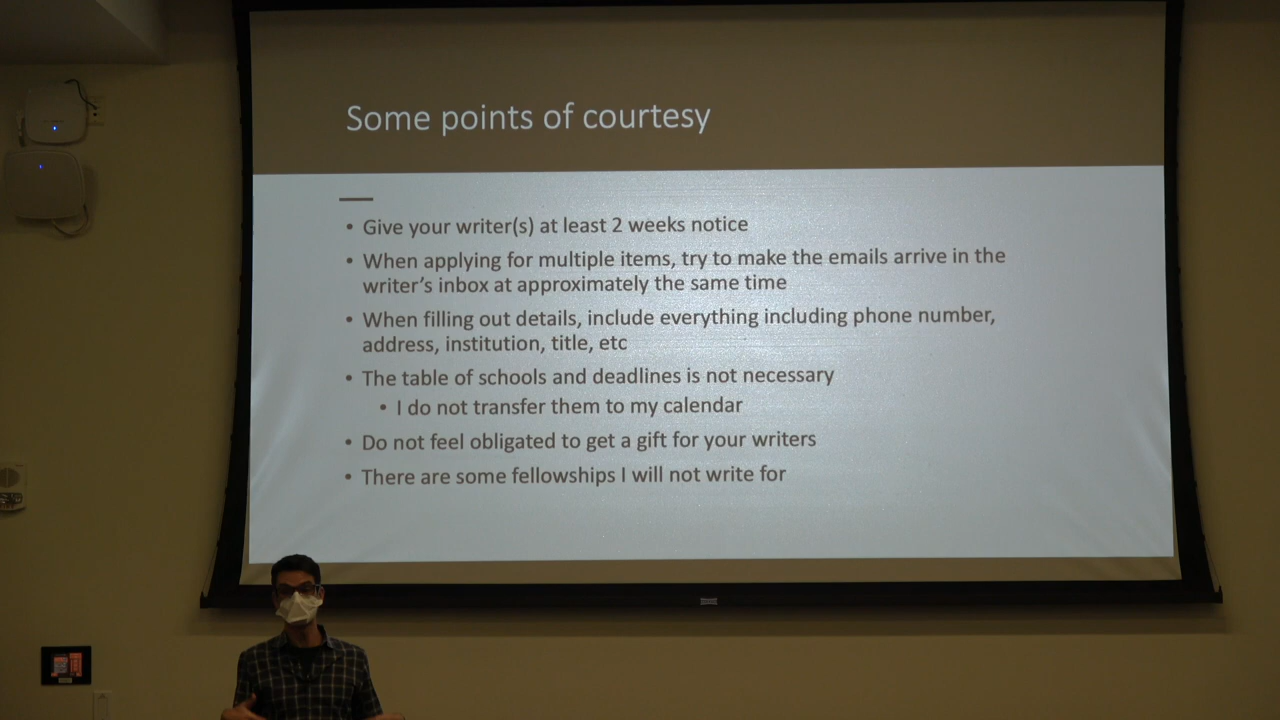 Some points of courtesy
• Give your writer(s) at least 2 weeks notice
• When applying for multiple items, try to make the emails arrive in the
writer's inbox at approximately the same time
• When filling out details, include everything including phone number,
address, institution, title, etc
• The table of schools and deadlines is not necessary
• I do not transfer them to my calendar
• Do not feel obligated to get a gift for your writers
• There are some fellowships I will not write for